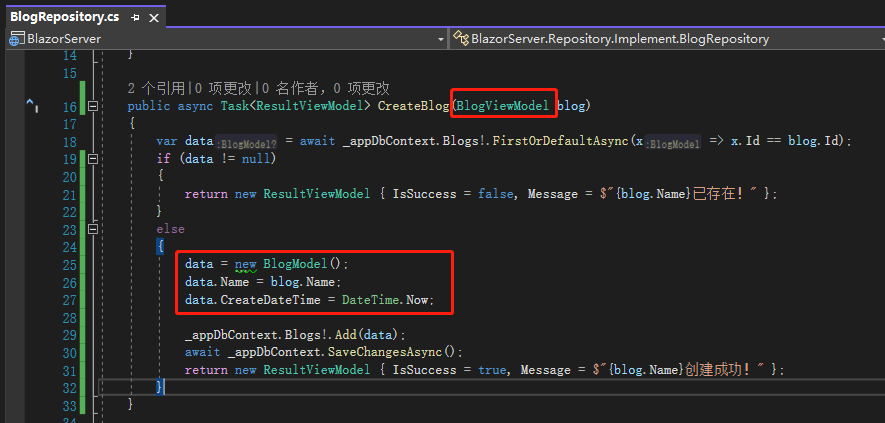 BlogRepository.cs
BlazorServer BlazorServer.Repository.Implement.BlogRepository
14 }
15
2 个引用|0 项更改|0 名作者，0 项更改
16 public async Task<ResultViewModel> CreateBlog(BlogViewModel blog)
17 {
18 var data:BlogModel? = await _appDbContext.Blogs!.FirstOrDefaultAsync(x:BlogModel => x.Id == blog.Id);
19 if (data != null)
20 {
21 return new ResultViewModel { IsSuccess = false, Message = $"{blog.Name}已存在！" };
22 }
23 else
24 {
25 data = new BlogModel();
26 data.Name = blog.Name;
27 data.CreateDateTime = DateTime.Now;
28
29 _appDbContext.Blogs!.Add(data);
30 await _appDbContext.SaveChangesAsync();
31 return new ResultViewModel { IsSuccess = true, Message = $"{blog.Name}创建成功！" };
32 }
33 }